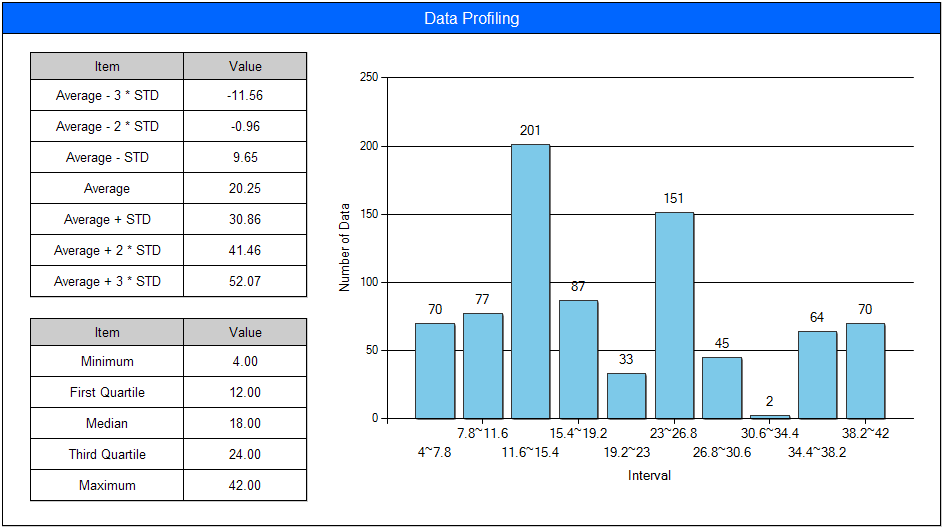 Data Profiling
Item Value
Average - 3 * STD -11.56
Average - 2 * STD -0.96
Average - STD 9.65
Average 20.25
Average + STD 30.86
Average + 2 * STD 41.46
Average + 3 * STD 52.07
Item Value
Minimum 4.00
First Quartile 12.00
Median 18.00
Third Quartile 24.00
Maximum 42.00
Number of Data
250
200
150
100
50
0
70 77 201 87 33 151 45 2 64 70
7.8~11.6 15.4~19.2 23~26.8 30.6~34.4 38.2~42
4~7.8 11.6~15.4 19.2~23 26.8~30.6 34.4~38.2
Interval